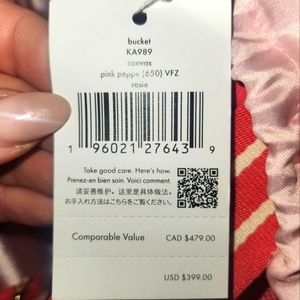 bucket
KA989
canvas
pink peppe (650) VFZ
rosie
1 96021 27643 9
Take good care. Here's how.
Prenez-en bien soin. Voici comment.
请妥善维护。这里是具体做法。
お手入れ方法はこちらをご覧ください。
Comparable Value CAD $479.00
USD $399.00